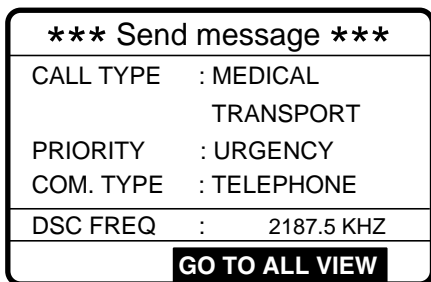 *** Send message ***
CALL TYPE : MEDICAL
TRANSPORT
PRIORITY : URGENCY
COM. TYPE : TELEPHONE
DSC FREQ : 2187.5 KHZ
GO TO ALL VIEW